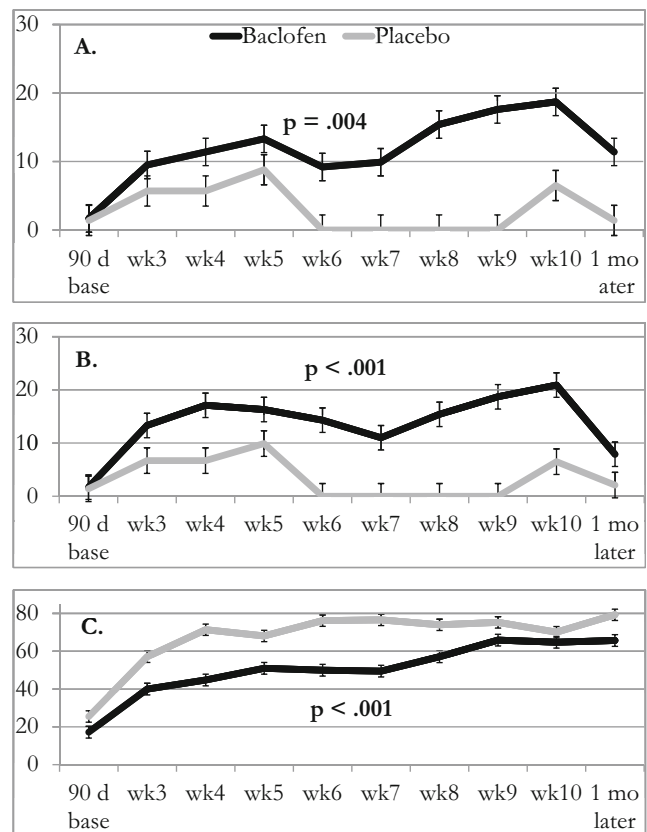 30
A.
Baclofen
Placebo
20
p = .004
10
0
90 d wk3 wk4 wk5 wk6 wk7 wk8 wk9 wk10 1 mo
base ater
30
B.
p < .001
20
10
0
90 d wk3 wk4 wk5 wk6 wk7 wk8 wk9 wk10 1 mo
base later
80
C.
60
40
p < .001
20
0
90 d wk3 wk4 wk5 wk6 wk7 wk8 wk9 wk10 1 mo
base later